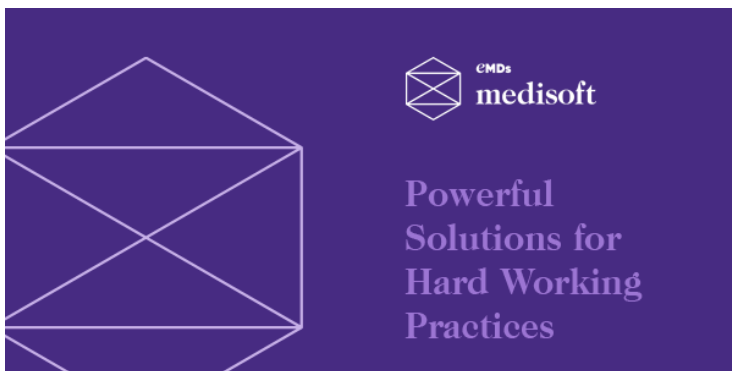 eMDs
medisoft
Powerful
Solutions for
Hard Working
Practices